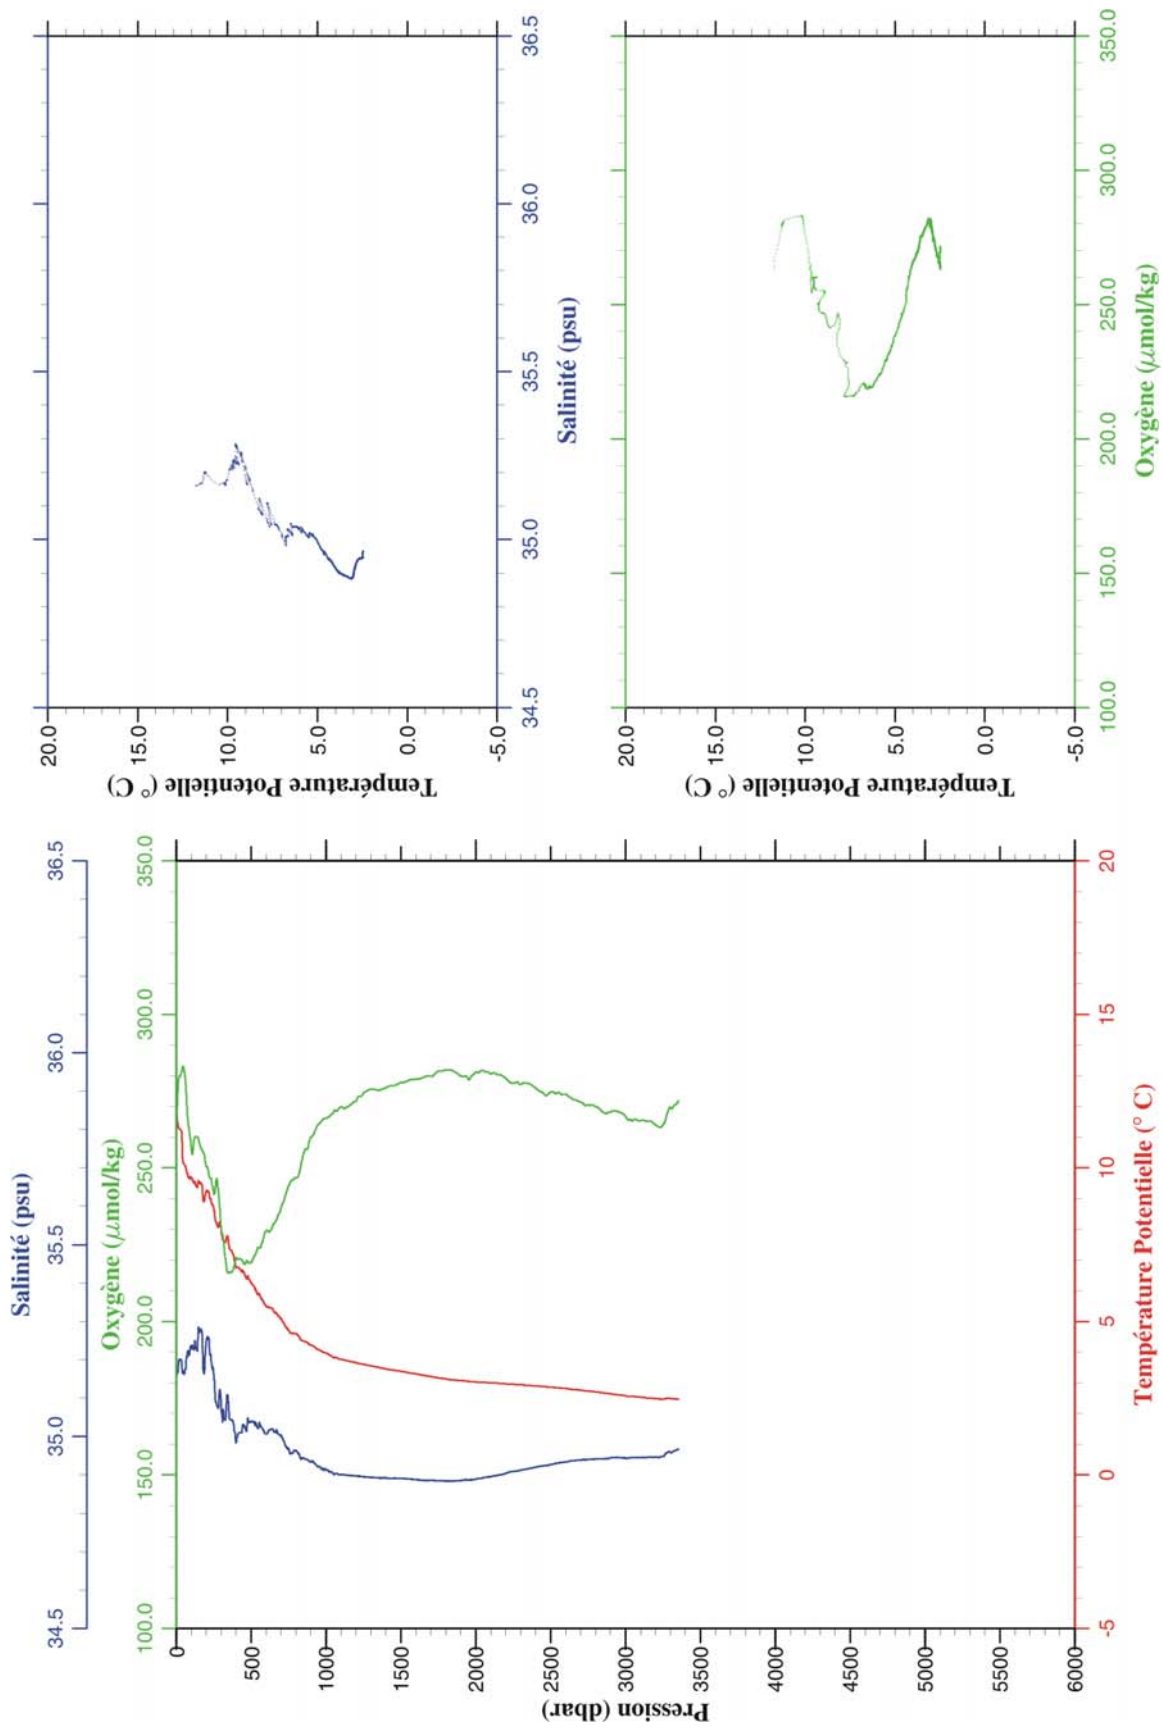 Salinité (psu)
34.5 35.0 35.5 36.0 36.5
Oxygène (μmol/kg)
100.0 150.0 200.0 250.0 300.0 350.0
0
500
1000
1500
2000
2500
3000
3500
4000
4500
5000
5500
6000
Pression (dbar)
-5 0 5 10 15 20
Température Potentielle (° C)
20.0
15.0
10.0
5.0
0.0
-5.0
Température Potentielle (° C)
34.5 35.0 35.5 36.0 36.5
Salinité (psu)
20.0
15.0
10.0
5.0
0.0
-5.0
Température Potentielle (° C)
100.0 150.0 200.0 250.0 300.0 350.0
Oxygène (μmol/kg)